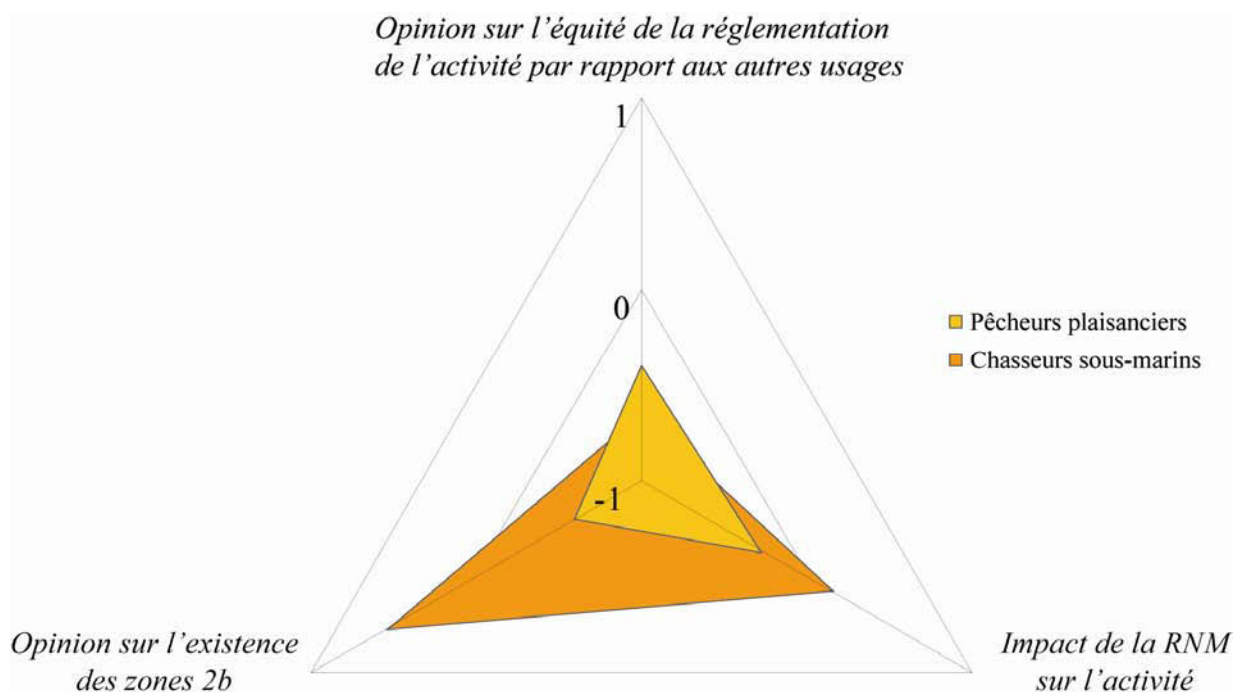 Opinion sur l’équité de la réglementation
de l’activité par rapport aux autres usages
1
0
Pêcheurs plaisanciers
Chasseurs sous-marins
-1
Opinion sur l’existence
des zones 2b
Impact de la RNM
sur l’activité